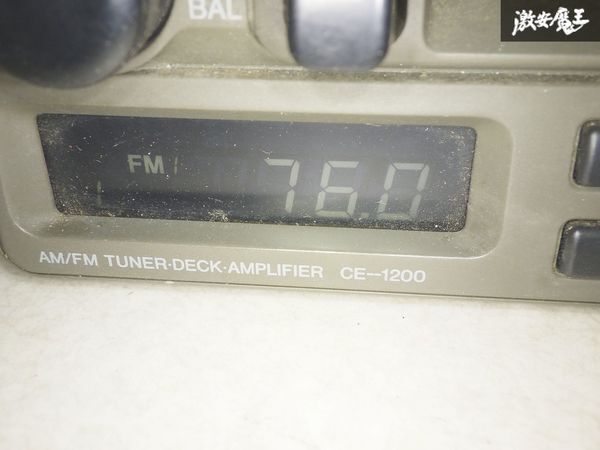 激安魔王
BAL
FM 76.0
AM/FM TUNER·DECK·AMPLIFIER CE-1200